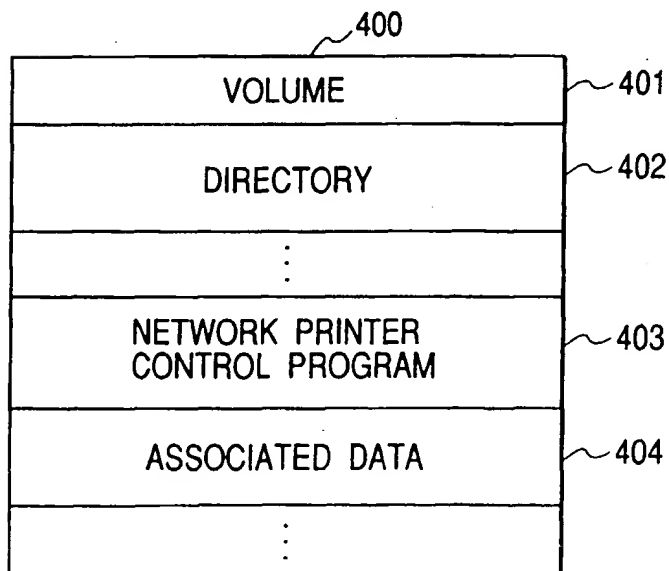 400
VOLUME
401
DIRECTORY
402
⋮
NETWORK PRINTER
CONTROL PROGRAM
403
ASSOCIATED DATA
404
⋮